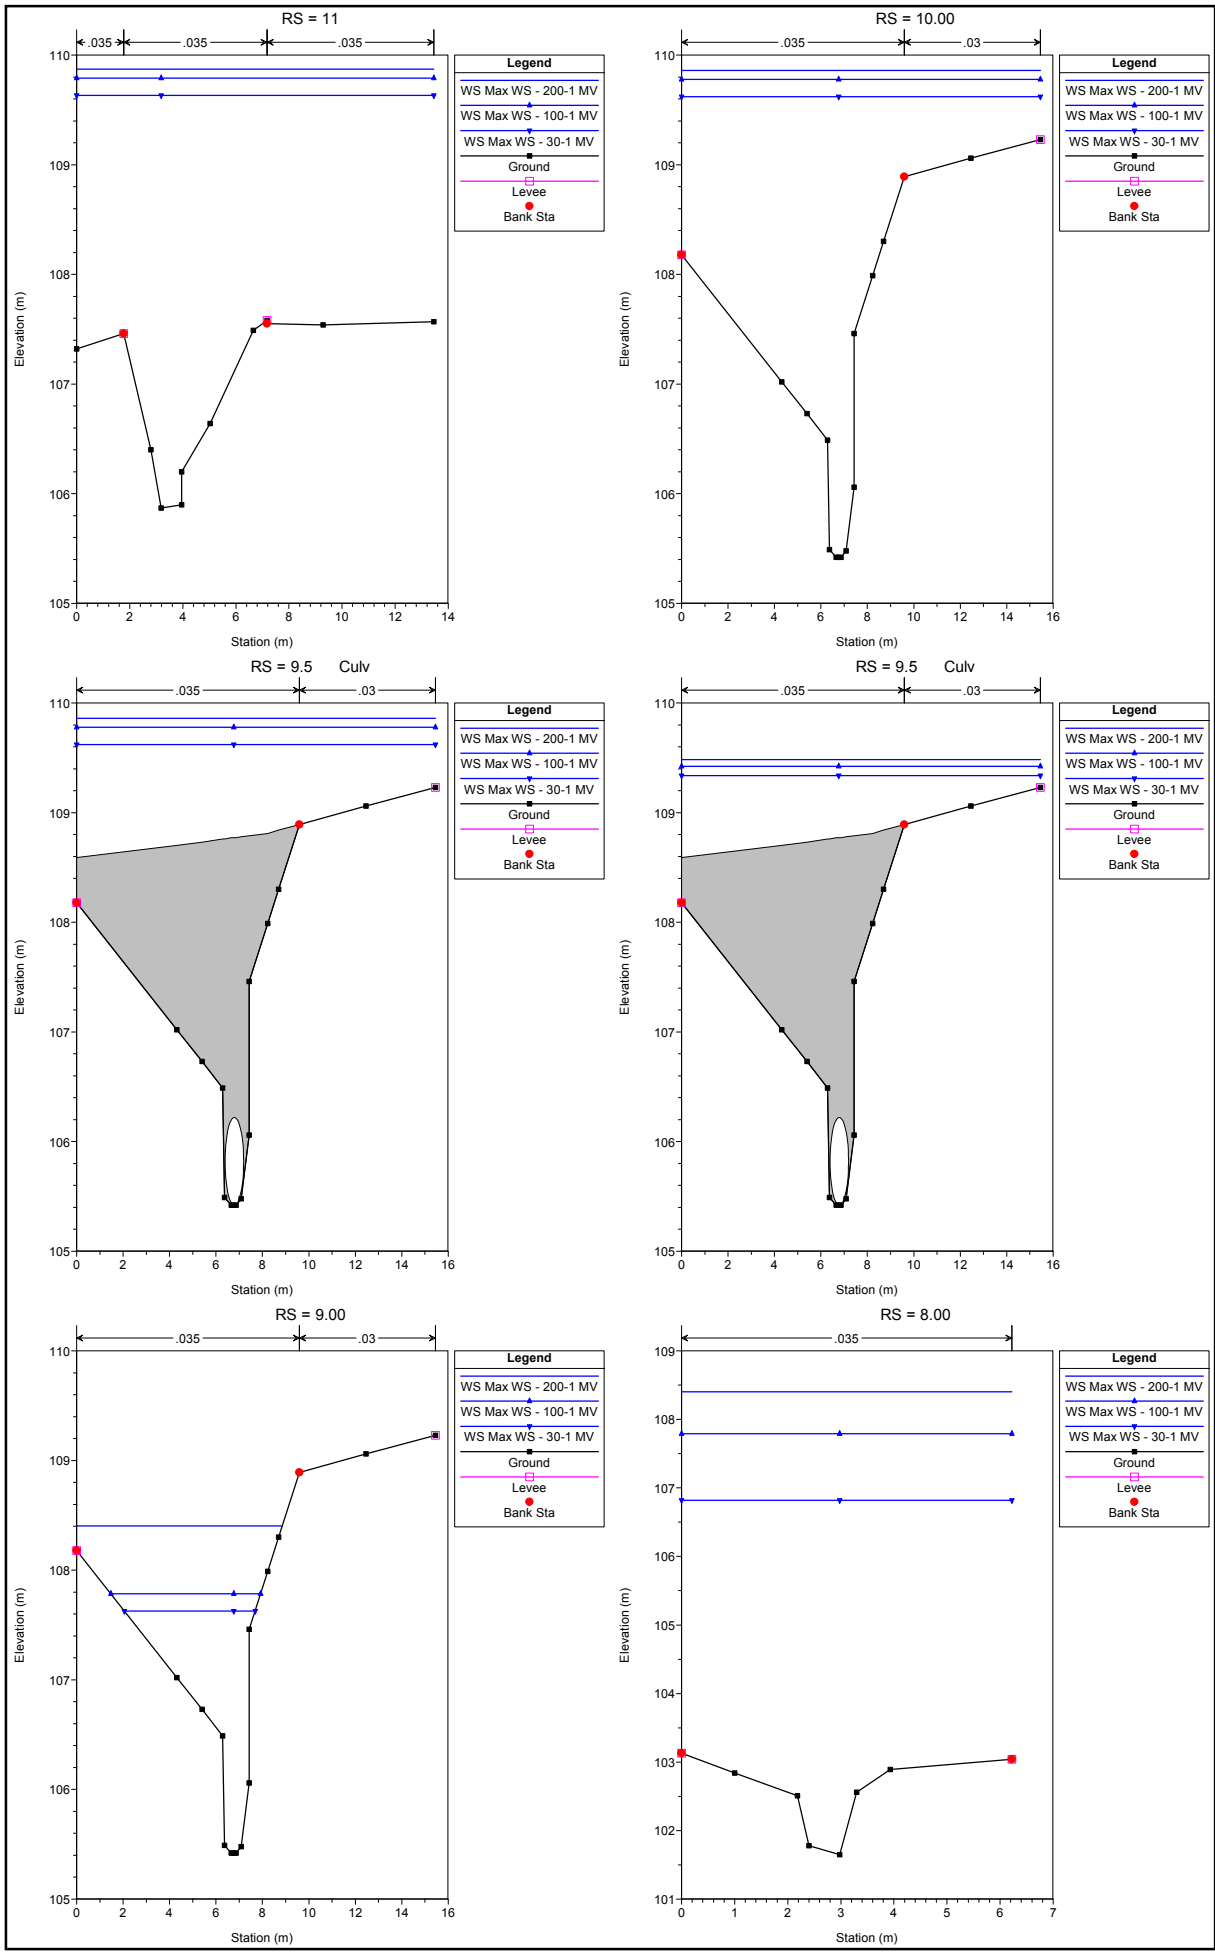 RS = 11
.035 .035 .035
110
109
108
107
106
105
0 2 4 6 8 10 12 14
Elevation (m)
Station (m)
Legend
WS Max WS - 200-1 MV
WS Max WS - 100-1 MV
WS Max WS - 30-1 MV
Ground
Levee
Bank Sta
RS = 10.00
.035 .03
110
109
108
107
106
105
0 2 4 6 8 10 12 14 16
Elevation (m)
Station (m)
Legend
WS Max WS - 200-1 MV
WS Max WS - 100-1 MV
WS Max WS - 30-1 MV
Ground
Levee
Bank Sta
RS = 9.5 Culv
.035 .03
110
109
108
107
106
105
0 2 4 6 8 10 12 14 16
Elevation (m)
Station (m)
Legend
WS Max WS - 200-1 MV
WS Max WS - 100-1 MV
WS Max WS - 30-1 MV
Ground
Levee
Bank Sta
RS = 9.5 Culv
.035 .03
110
109
108
107
106
105
0 2 4 6 8 10 12 14 16
Elevation (m)
Station (m)
Legend
WS Max WS - 200-1 MV
WS Max WS - 100-1 MV
WS Max WS - 30-1 MV
Ground
Levee
Bank Sta
RS = 9.00
.035 .03
110
109
108
107
106
105
0 2 4 6 8 10 12 14 16
Elevation (m)
Station (m)
Legend
WS Max WS - 200-1 MV
WS Max WS - 100-1 MV
WS Max WS - 30-1 MV
Ground
Levee
Bank Sta
RS = 8.00
.035
109
108
107
106
105
104
103
102
101
0 1 2 3 4 5 6 7
Elevation (m)
Station (m)
Legend
WS Max WS - 200-1 MV
WS Max WS - 100-1 MV
WS Max WS - 30-1 MV
Ground
Levee
Bank Sta